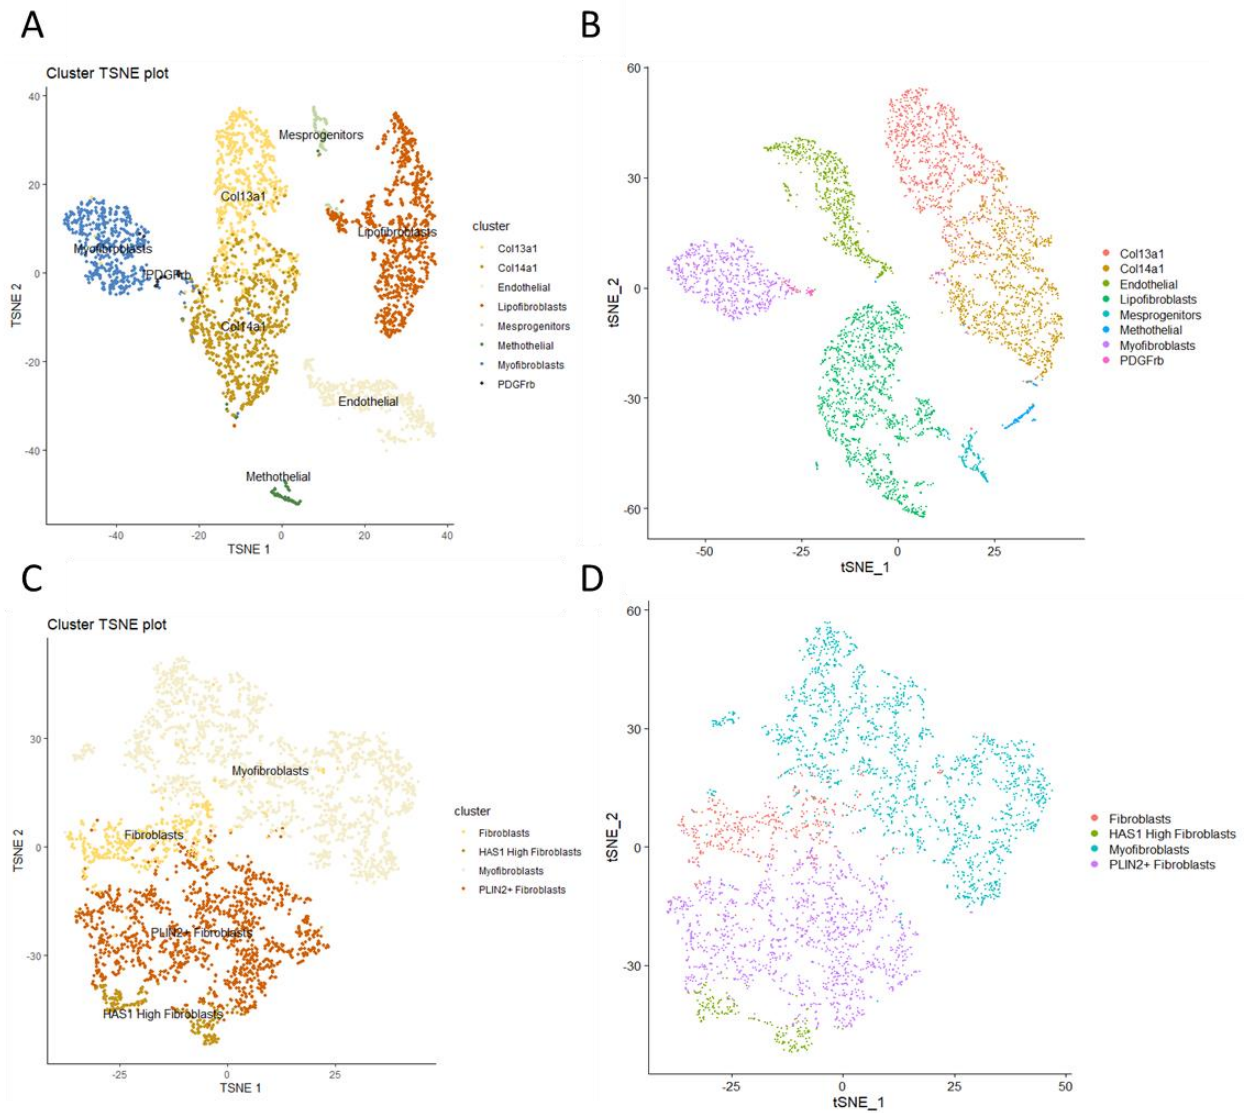 A
B
Cluster TSNE plot
40
20
0
-20
-40
TSNE 2
-40
-20
0
20
40
TSNE 1
Mesprogenitors
Col13a1
Lipofibroblasts
Myofibroblasts
PDGFrb
Col14a1
Endothelial
Methothelial
cluster
Col13a1
Col14a1
Endothelial
Lipofibroblasts
Mesprogenitors
Methothelial
Myofibroblasts
PDGFrb
60
30
0
-30
-60
tSNE_2
-50
-25
0
25
tSNE_1
Col13a1
Col14a1
Endothelial
Lipofibroblasts
Mesprogenitors
Methothelial
Myofibroblasts
PDGFrb
C
D
Cluster TSNE plot
30
0
-30
TSNE 2
-25
0
25
TSNE 1
Myofibroblasts
Fibroblasts
PLIN2+ Fibroblasts
HAS1 High Fibroblasts
cluster
Fibroblasts
HAS1 High Fibroblasts
Myofibroblasts
PLIN2+ Fibroblasts
60
30
0
-30
tSNE_2
-25
0
25
50
tSNE_1
Fibroblasts
HAS1 High Fibroblasts
Myofibroblasts
PLIN2+ Fibroblasts